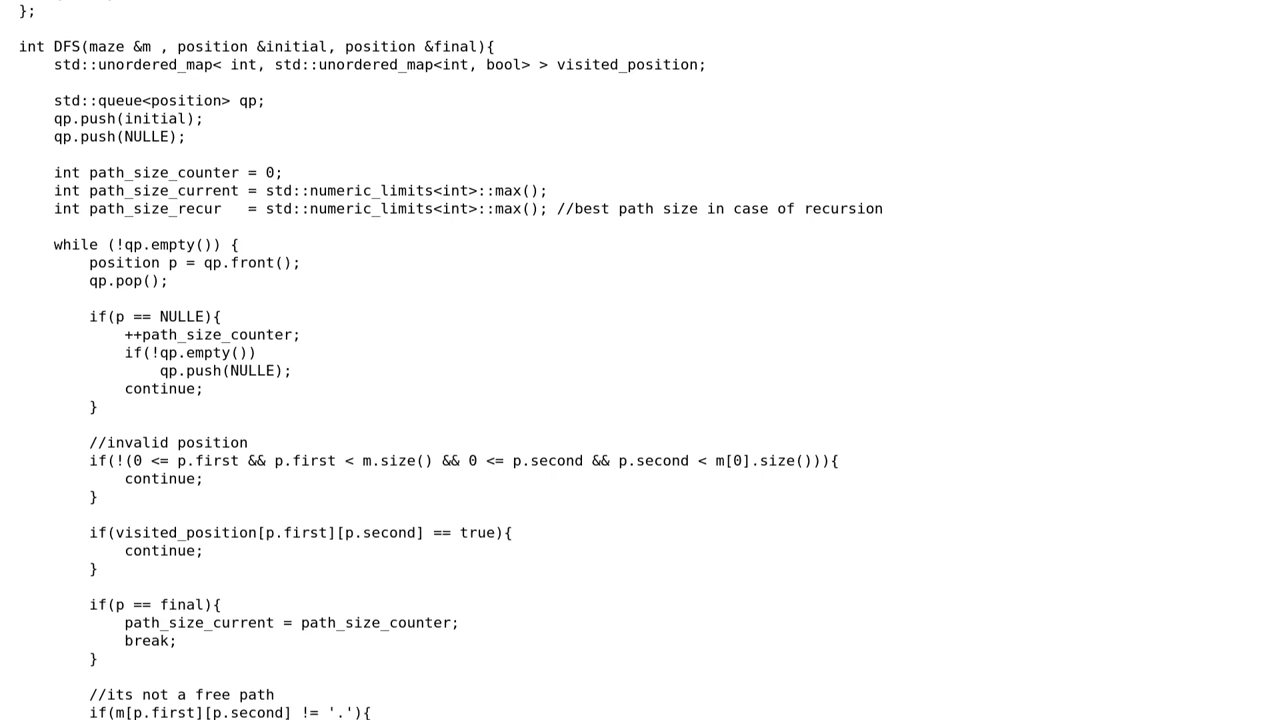 };
int DFS(maze &m , position &initial, position &final){
    std::unordered_map< int, std::unordered_map<int, bool> > visited_position;
    std::queue<position> qp;
    qp.push(initial);
    qp.push(NULLE);
    int path_size_counter = 0;
    int path_size_current = std::numeric_limits<int>::max();
    int path_size_recur   = std::numeric_limits<int>::max(); //best path size in case of recursion
    while (!qp.empty()) {
        position p = qp.front();
        qp.pop();
        if(p == NULLE){
            ++path_size_counter;
            if(!qp.empty())
                qp.push(NULLE);
            continue;
        }
        //invalid position
        if(!(0 <= p.first && p.first < m.size() && 0 <= p.second && p.second < m[0].size())){
            continue;
        }
        if(visited_position[p.first][p.second] == true){
            continue;
        }
        if(p == final){
            path_size_current = path_size_counter;
            break;
        }
        //its not a free path
        if(m[p.first][p.second] != '.'){